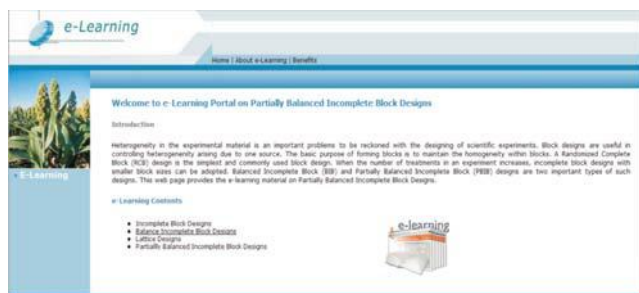 e-Learning
Home | About e-Learning | Benefits
Welcome to e-Learning Portal on Partially Balanced Incomplete Block Designs
Introduction
Heterogeneity in the experimental material is an important problems to be reckoned with the designing of scientific experiments. Block designs are useful in
controlling heterogenenity arising due to one source. The basic purpose of forming blocks is to maintain the homogeneity within blocks. A Randomized Complete
Block (RCB) design is the simplest and commonly used block design. When the number of treatments in an experiment increases, incomplete block designs with
smaller block sizes can be adopted. Balanced Incomplete Block (BIB) and Partially Balanced Incomplete Block (PBIB) designs are two important types of such
designs. This web page provides the e-learning material on Partially Balanced Incomplete Block Designs.
E-Learning
e-Learning Contents
Incomplete Block Designs
Balance Incomplete Block Designs
Lattice Designs
Partially Balanced Incomplete Block Designs
e-learning